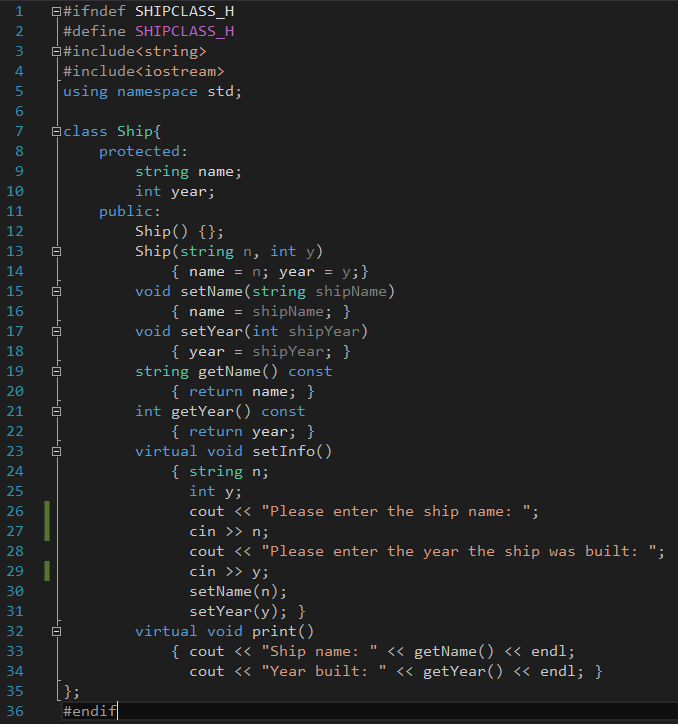 1 #ifndef SHIPCLASS_H
2 #define SHIPCLASS_H
3 #include<string>
4 #include<iostream>
5 using namespace std;
6
7 class Ship{
8     protected:
9         string name;
10         int year;
11     public:
12         Ship() {};
13         Ship(string n, int y)
14             { name = n; year = y;}
15         void setName(string shipName)
16             { name = shipName; }
17         void setYear(int shipYear)
18             { year = shipYear; }
19         string getName() const
20             { return name; }
21         int getYear() const
22             { return year; }
23         virtual void setInfo()
24             { string n;
25               int y;
26               cout << "Please enter the ship name: ";
27               cin >> n;
28               cout << "Please enter the year the ship was built: ";
29               cin >> y;
30               setName(n);
31               setYear(y); }
32         virtual void print()
33             { cout << "Ship name: " << getName() << endl;
34               cout << "Year built: " << getYear() << endl; }
35 };
36 #endif